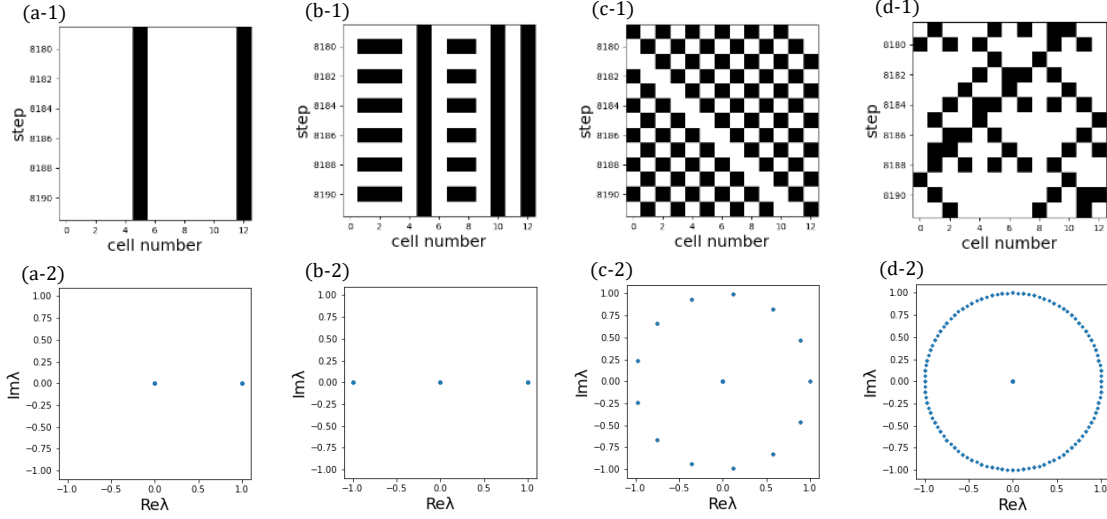 (a-1)
(b-1)
(c-1)
(d-1)
step
8180
8182
8184
8186
8188
8190
0 2 4 6 8 10 12
cell number
step
8180
8182
8184
8186
8188
8190
0 2 4 6 8 10 12
cell number
step
8180
8182
8184
8186
8188
8190
0 2 4 6 8 10 12
cell number
step
8180
8182
8184
8186
8188
8190
0 2 4 6 8 10 12
cell number
(a-2)
(b-2)
(c-2)
(d-2)
Imλ
1.00
0.75
0.50
0.25
0.00
−0.25
−0.50
−0.75
−1.00
−1.0 −0.5 0.0 0.5 1.0
Reλ
Imλ
1.00
0.75
0.50
0.25
0.00
−0.25
−0.50
−0.75
−1.00
−1.0 −0.5 0.0 0.5 1.0
Reλ
Imλ
1.00
0.75
0.50
0.25
0.00
−0.25
−0.50
−0.75
−1.00
−1.0 −0.5 0.0 0.5 1.0
Reλ
Imλ
1.00
0.75
0.50
0.25
0.00
−0.25
−0.50
−0.75
−1.00
−1.0 −0.5 0.0 0.5 1.0
Reλ